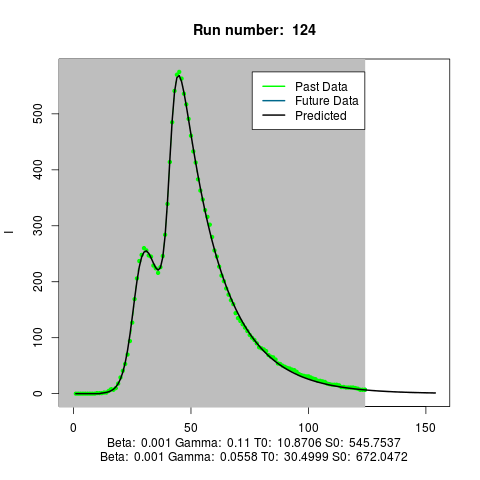 Run number:  124
Past Data
Future Data
Predicted
500
400
300
200
100
0
I
0 50 100 150
Beta:  0.001 Gamma:  0.11 T0:  10.8706 S0:  545.7537
Beta:  0.001 Gamma:  0.0558 T0:  30.4999 S0:  672.0472